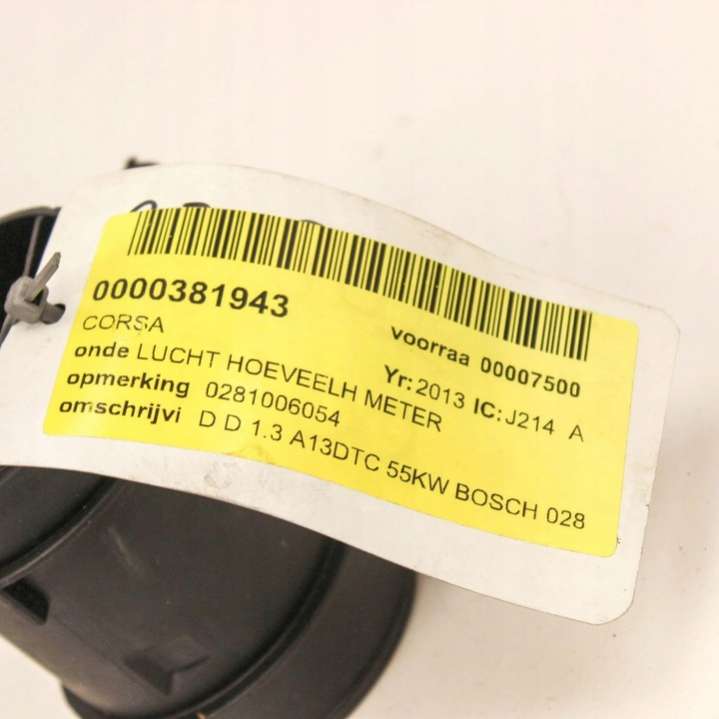 0000381943
CORSA
voorraa 00007500
onde LUCHT HOEVEELH METER
Yr: 2013 IC: J214 A
opmerking 0281006054
omschrijvi D D 1.3 A13DTC 55KW BOSCH 028